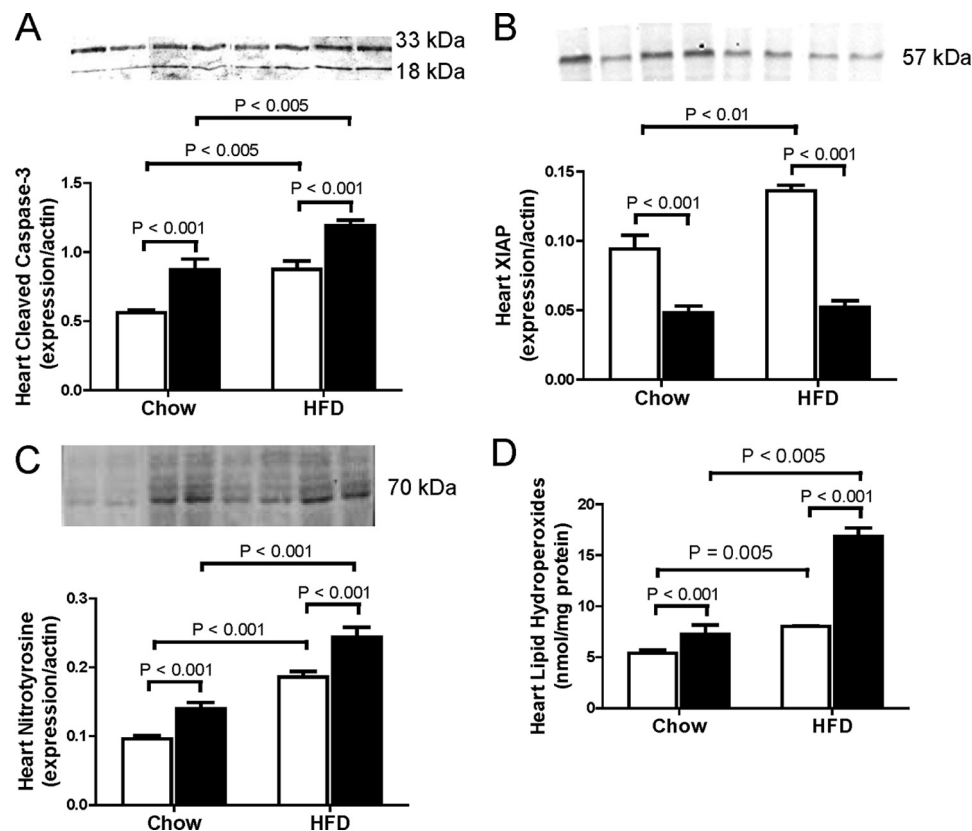 A
33 kDa
18 kDa
P < 0.005
P < 0.005
P < 0.001
P < 0.001
Heart Cleaved Caspase-3
(expression/actin)
1.5
1.0
0.5
0.0
Chow
HFD
B
57 kDa
P < 0.01
P < 0.001
P < 0.001
Heart XIAP
(expression/actin)
0.15
0.10
0.05
0.00
Chow
HFD
C
70 kDa
P < 0.001
P < 0.001
P < 0.001
P < 0.001
Heart Nitrotyrosine
(expression/actin)
0.3
0.2
0.1
0.0
Chow
HFD
D
P < 0.005
P < 0.001
P = 0.005
P < 0.001
Heart Lipid Hydroperoxides
(nmol/mg protein)
20
15
10
5
0
Chow
HFD